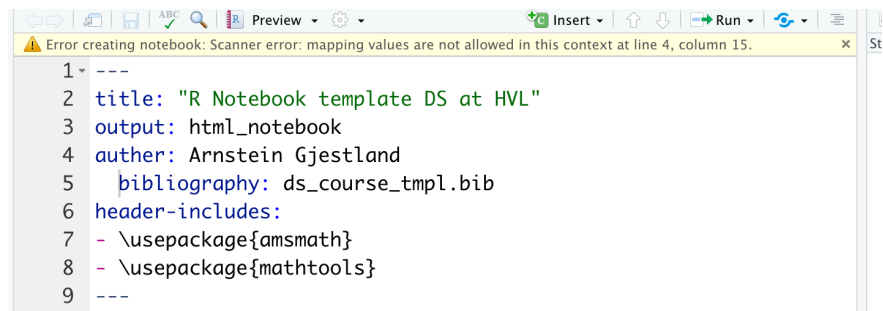 ABC R Preview C Insert Run
Error creating notebook: Scanner error: mapping values are not allowed in this context at line 4, column 15. × St
1 ---
2 title: "R Notebook template DS at HVL"
3 output: html_notebook
4 auther: Arnstein Gjestland
5   bibliography: ds_course_tmpl.bib
6 header-includes:
7 - \usepackage{amsmath}
8 - \usepackage{mathtools}
9 ---